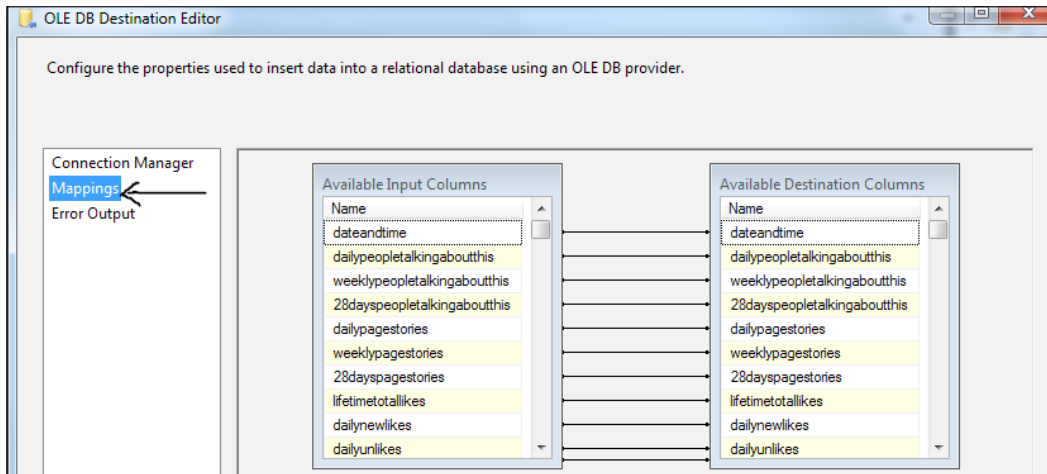 OLE DB Destination Editor
Configure the properties used to insert data into a relational database using an OLE DB provider.
Connection Manager
Mappings
Error Output
Available Input Columns
Name
dateandtime
dailypeopletalkingaboutthis
weeklypeopletalkingaboutthis
28dayspeopletalkingaboutthis
dailypagestories
weeklypagestories
28dayspagestories
lifetimetotallikes
dailynewlikes
dailyunlikes
Available Destination Columns
Name
dateandtime
dailypeopletalkingaboutthis
weeklypeopletalkingaboutthis
28dayspeopletalkingaboutthis
dailypagestories
weeklypagestories
28dayspagestories
lifetimetotallikes
dailynewlikes
dailyunlikes